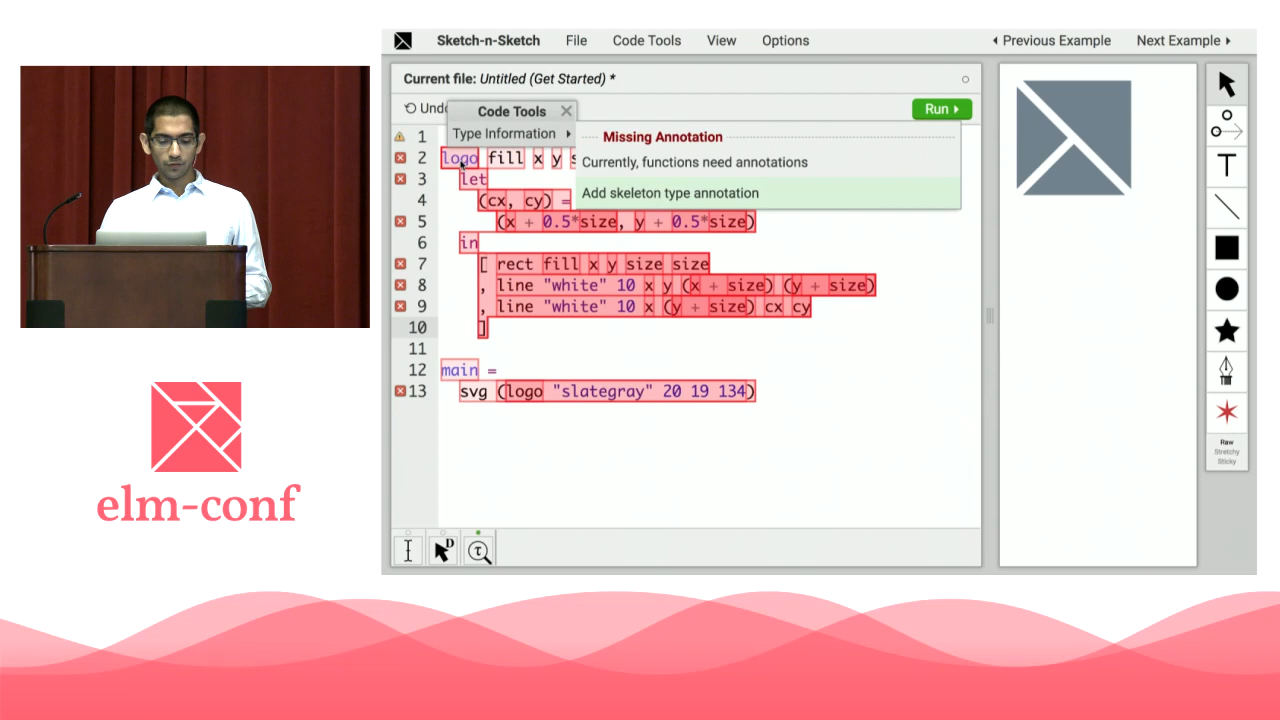 Sketch-n-Sketch File Code Tools View Options Previous Example Next Example
Current file: Untitled (Get Started) *
Undo Run
Code Tools
Type Information
Missing Annotation
Currently, functions need annotations
Add skeleton type annotation
1
2 logo fill x y s
3 let
4 (cx, cy) =
5 (x + 0.5*size, y + 0.5*size)
6 in
7 [ rect fill x y size size
8 , line "white" 10 x y (x + size) (y + size)
9 , line "white" 10 x (y + size) cx cy
10 ]
11
12 main =
13 svg (logo "slategray" 20 19 134)
D
τ
T
Raw
Stretchy
Sticky
elm-conf